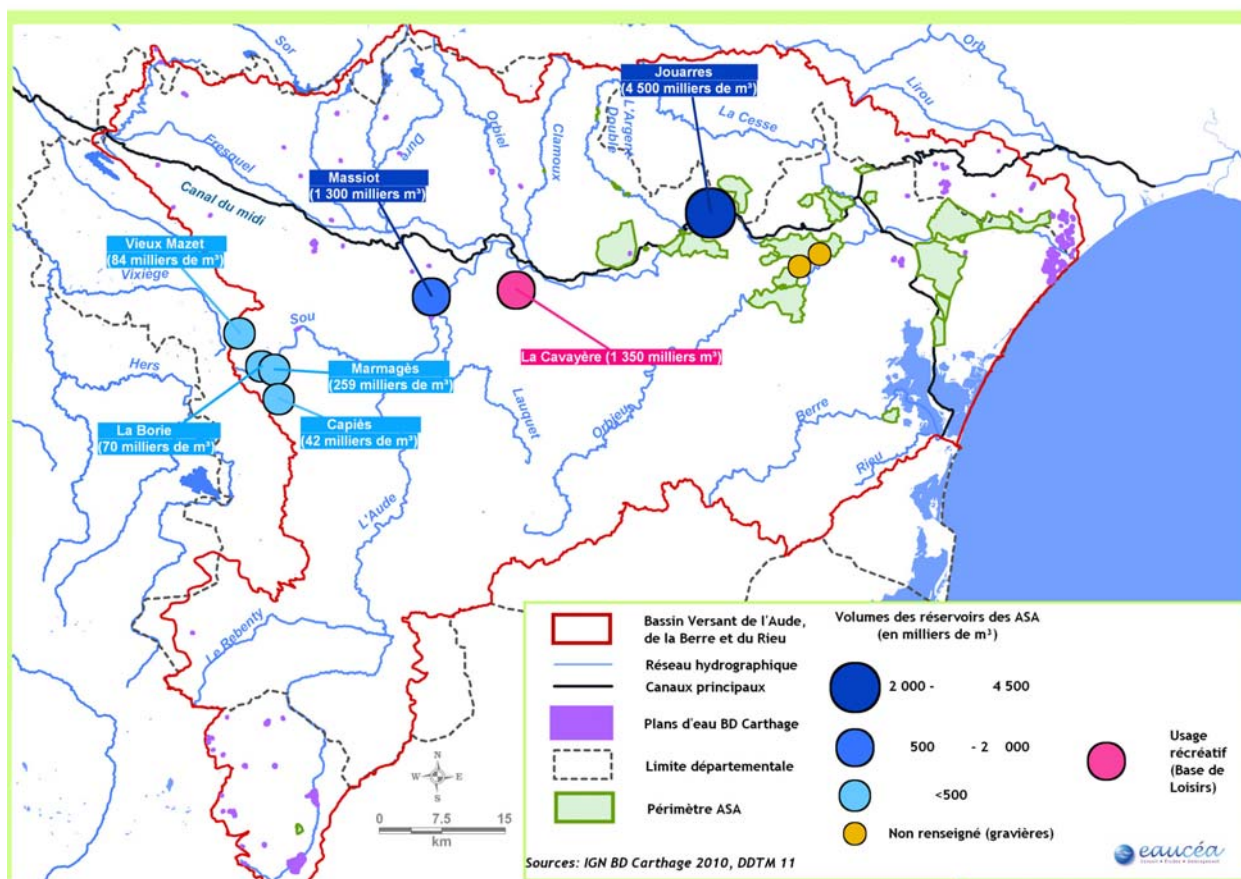 Sor
Orb
Jouarres
(4 500 milliers de m³)
Lirou
La Cesse
L'Argent
Double
Clamoux
Orbiel
Duré
Fresquel
Massiot
(1 300 milliers m³)
Canal du midi
Vieux Mazet
(84 milliers de m³)
Vixiège
Sou
La Cavayère (1 350 milliers m³)
Hers
Marmagès
(259 milliers de m³)
Lauquet
Orbieu
Berre
Rieu
La Borie
(70 milliers de m³)
Capiès
(42 milliers de m³)
L'Aude
Le Rebenty
N
W E
S
0 7.5 15
km
Bassin Versant de l'Aude,
de la Berre et du Rieu
Réseau hydrographique
Canaux principaux
Plans d'eau BD Carthage
Limite départementale
Périmètre ASA
Volumes des réservoirs des ASA
(en milliers de m³)
2 000 - 4 500
500 - 2 000
<500
Non renseigné (gravières)
Usage
récréatif
(Base de
Loisirs)
Sources: IGN BD Carthage 2010, DDTM 11
eaucéa